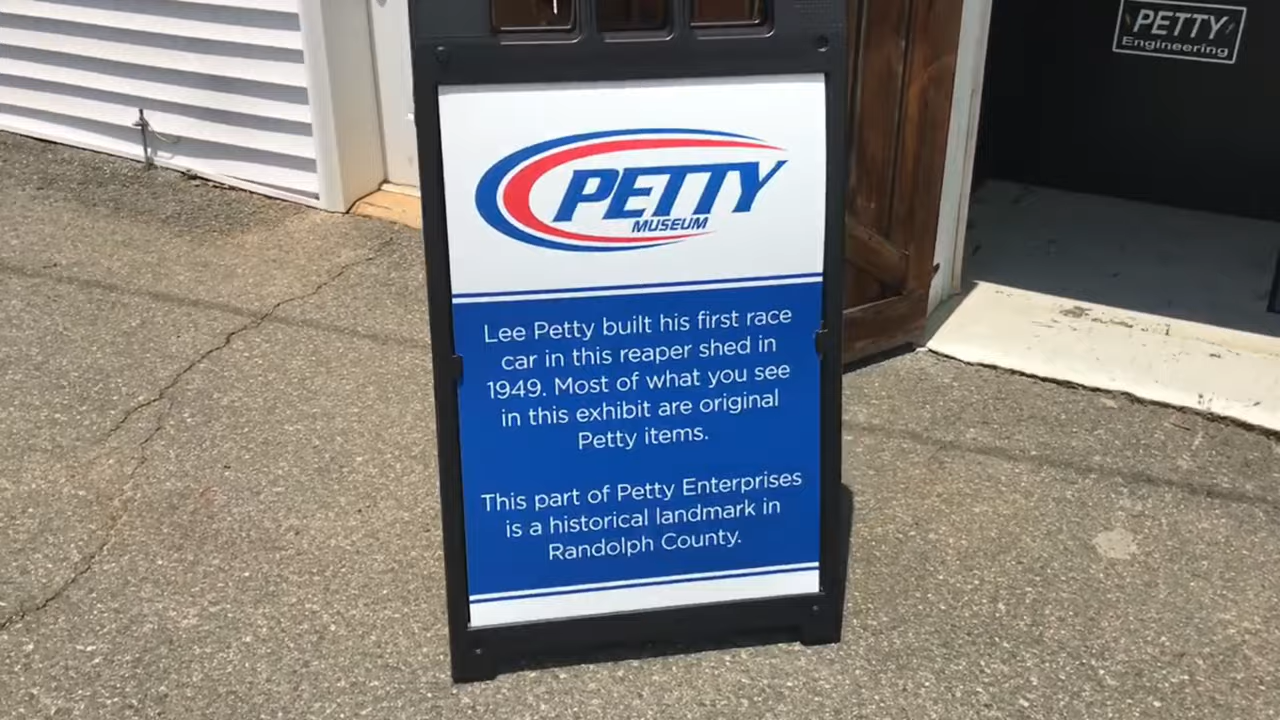 PETTY
Engineering
PETTY
MUSEUM
Lee Petty built his first race
car in this reaper shed in
1949. Most of what you see
in this exhibit are original
Petty items.
This part of Petty Enterprises
is a historical landmark in
Randolph County.